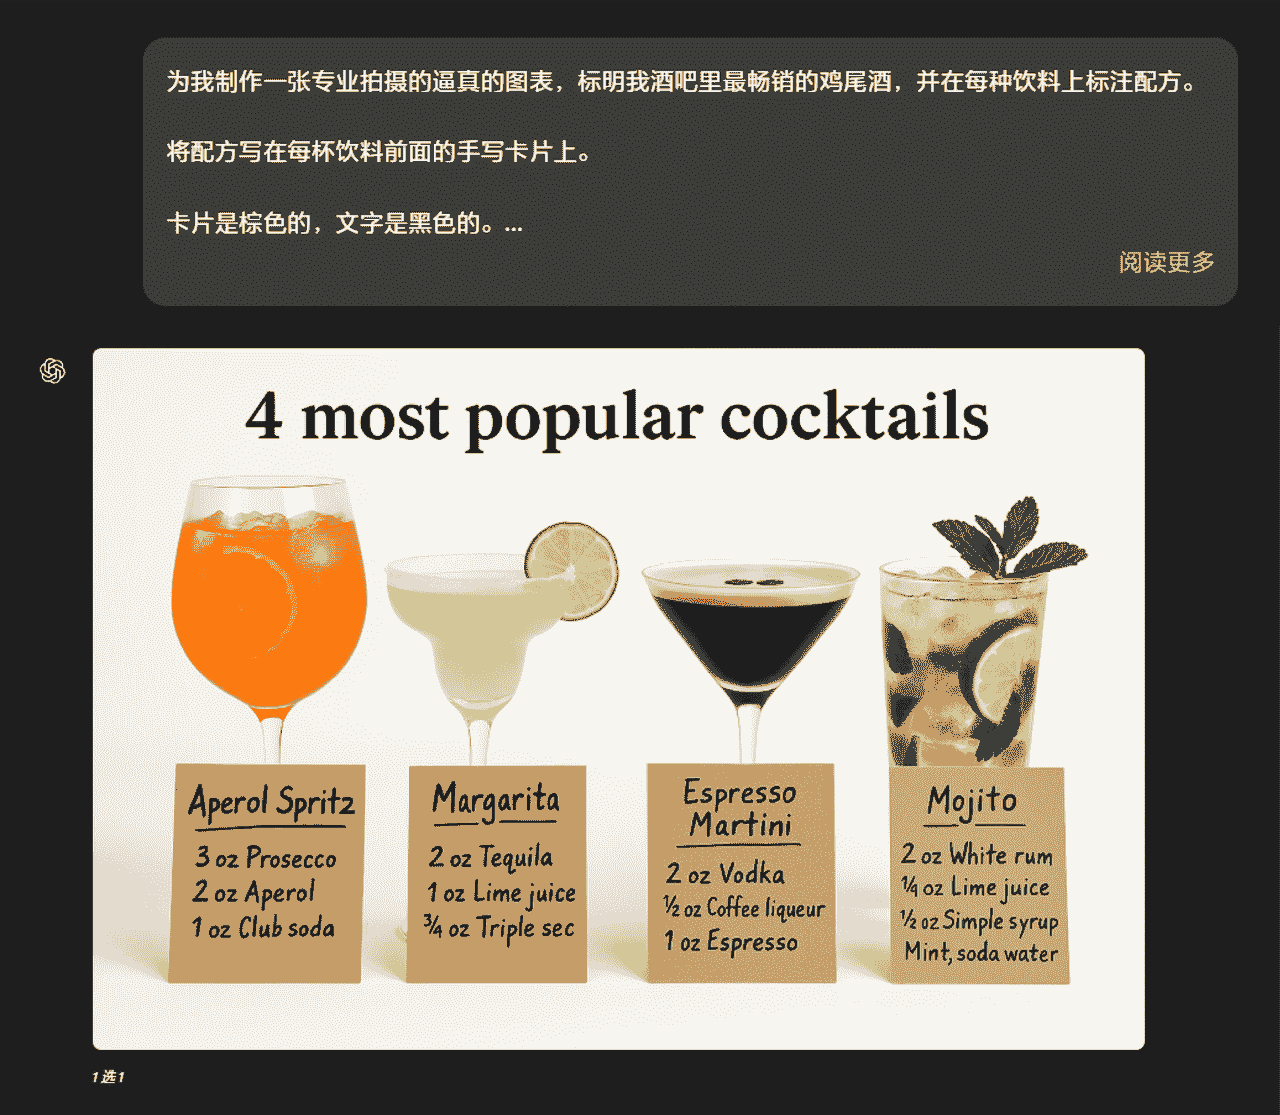 为我制作一张专业拍摄的逼真的图表，标明我酒吧里最畅销的鸡尾酒，并在每种饮料上标注配方。
将配方写在每杯饮料前面的手写卡片上。
卡片是棕色的，文字是黑色的。...
阅读更多
4 most popular cocktails
Aperol Spritz
3 oz Prosecco
2 oz Aperol
1 oz Club soda
Margarita
2 oz Tequila
1 oz Lime juice
¾ oz Triple sec
Espresso
Martini
2 oz Vodka
½ oz Coffee liqueur
1 oz Espresso
Mojito
2 oz White rum
¼ oz Lime juice
½ oz Simple syrup
Mint, soda water
1选1